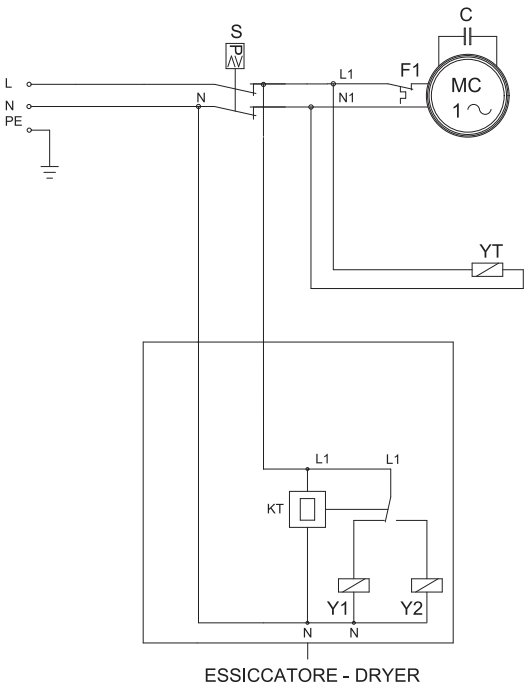 C
S
P
L1
F1
MC
1
L
N
N
N1
PE
YT
L1
L1
KT
Y1
Y2
N
N
ESSICCATORE - DRYER